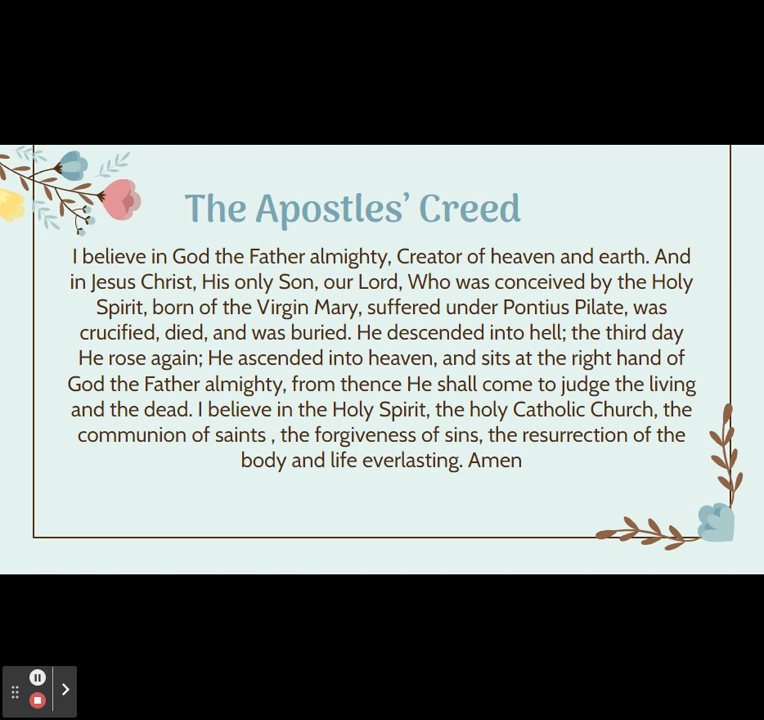 The Apostles’ Creed
I believe in God the Father almighty, Creator of heaven and earth. And
in Jesus Christ, His only Son, our Lord, Who was conceived by the Holy
Spirit, born of the Virgin Mary, suffered under Pontius Pilate, was
crucified, died, and was buried. He descended into hell; the third day
He rose again; He ascended into heaven, and sits at the right hand of
God the Father almighty, from thence He shall come to judge the living
and the dead. I believe in the Holy Spirit, the holy Catholic Church, the
communion of saints , the forgiveness of sins, the resurrection of the
body and life everlasting. Amen